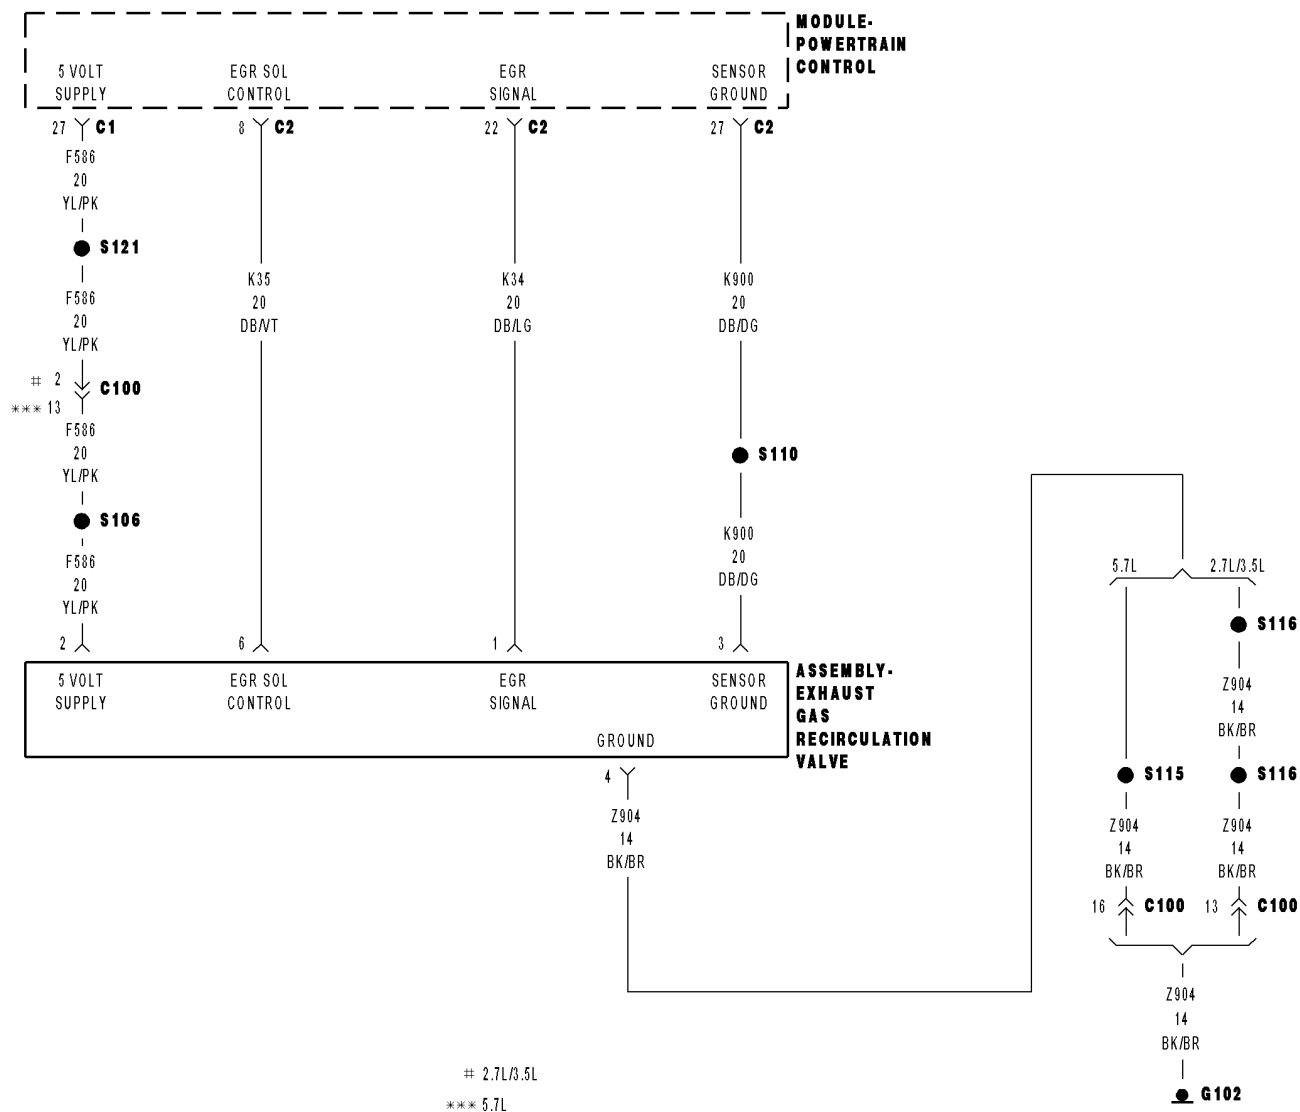 MODULE-
POWERTRAIN
CONTROL
5 VOLT
SUPPLY
EGR SOL
CONTROL
EGR
SIGNAL
SENSOR
GROUND
27 C1
8 C2
22 C2
27 C2
F586
20
YL/PK
S121
F586
20
YL/PK
K35
20
DB/VT
K34
20
DB/LG
K900
20
DB/DG
# 2
C100
*** 13
F586
20
YL/PK
S110
S106
K900
20
DB/DG
F586
20
YL/PK
5.7L
2.7L/3.5L
S116
2
6
1
3
5 VOLT
SUPPLY
EGR SOL
CONTROL
EGR
SIGNAL
SENSOR
GROUND
GROUND
ASSEMBLY-
EXHAUST
GAS
RECIRCULATION
VALVE
Z904
14
BK/BR
4
S115
S116
Z904
14
BK/BR
Z904
14
BK/BR
Z904
14
BK/BR
16 C100
13 C100
Z904
14
BK/BR
G102
# 2.7L/3.5L
*** 5.7L